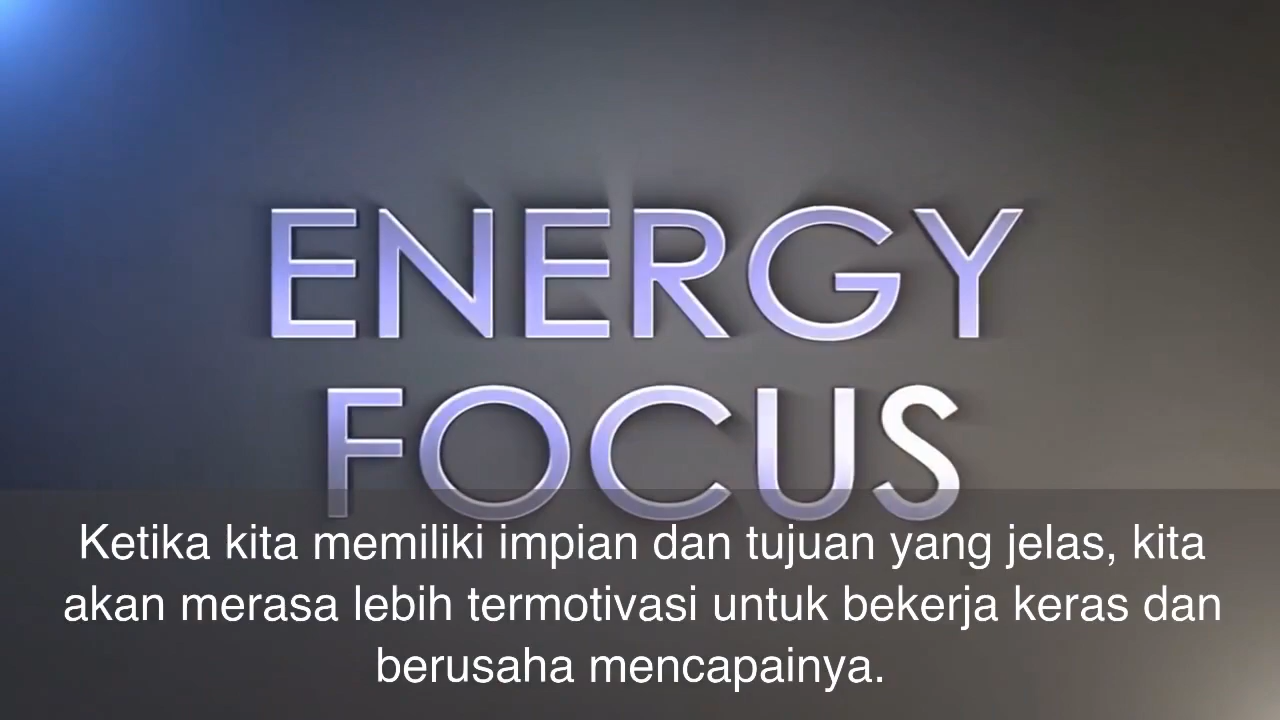 ENERGY
FOCUS
Ketika kita memiliki impian dan tujuan yang jelas, kita
akan merasa lebih termotivasi untuk bekerja keras dan
berusaha mencapainya.